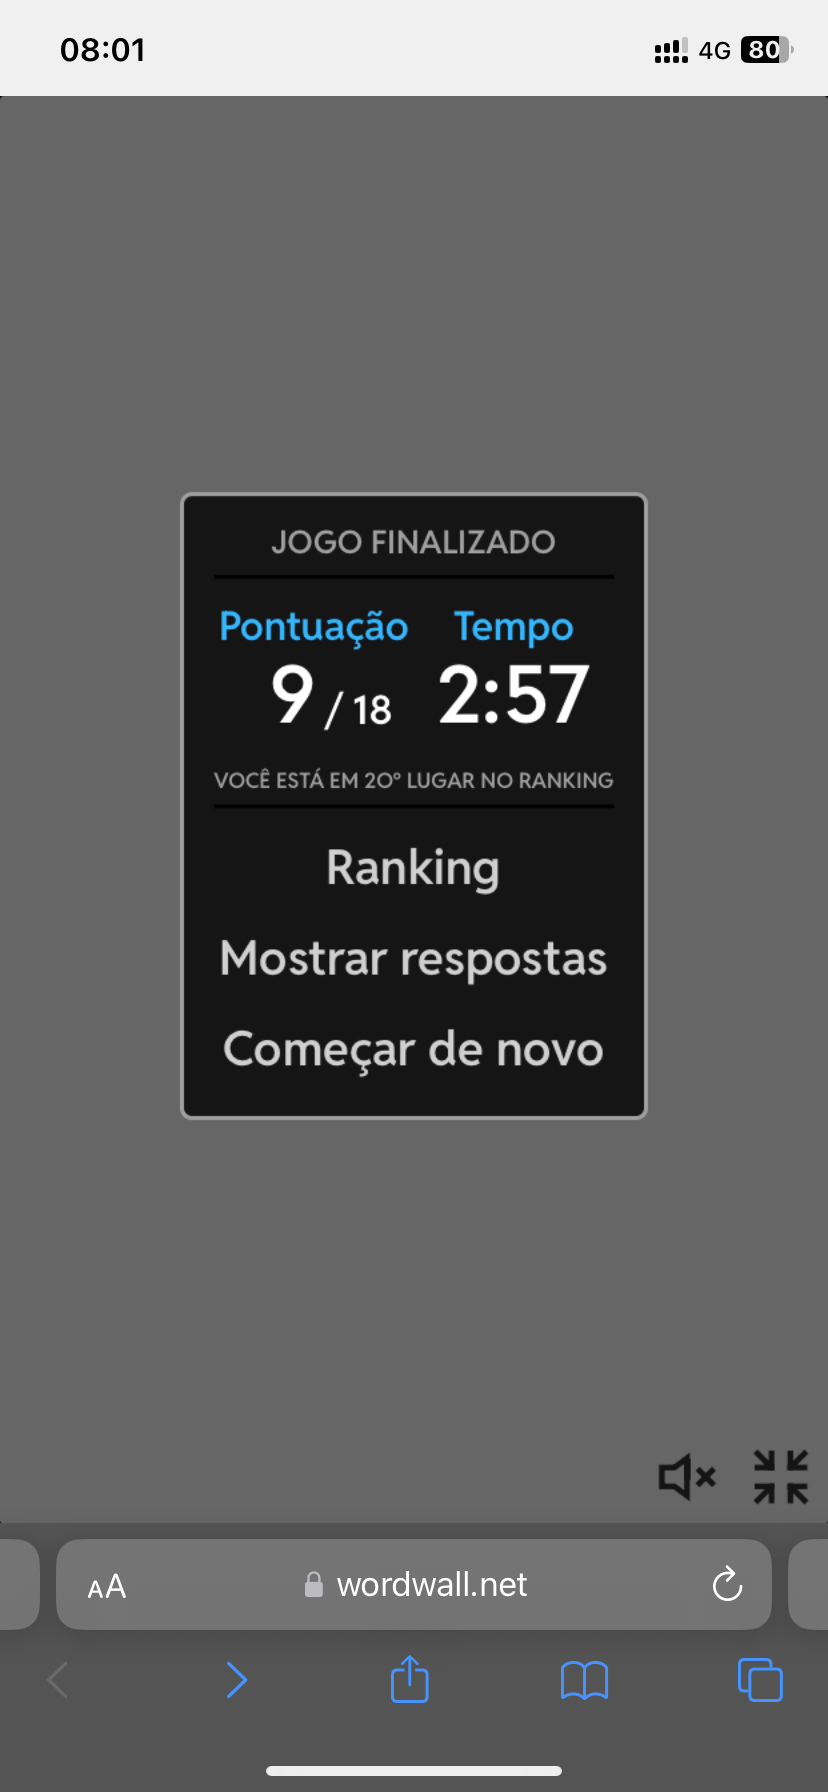 08:01
4G 80
JOGO FINALIZADO
Pontuação Tempo
9 / 18 2:57
VOCÊ ESTÁ EM 20º LUGAR NO RANKING
Ranking
Mostrar respostas
Começar de novo
AA wordwall.net